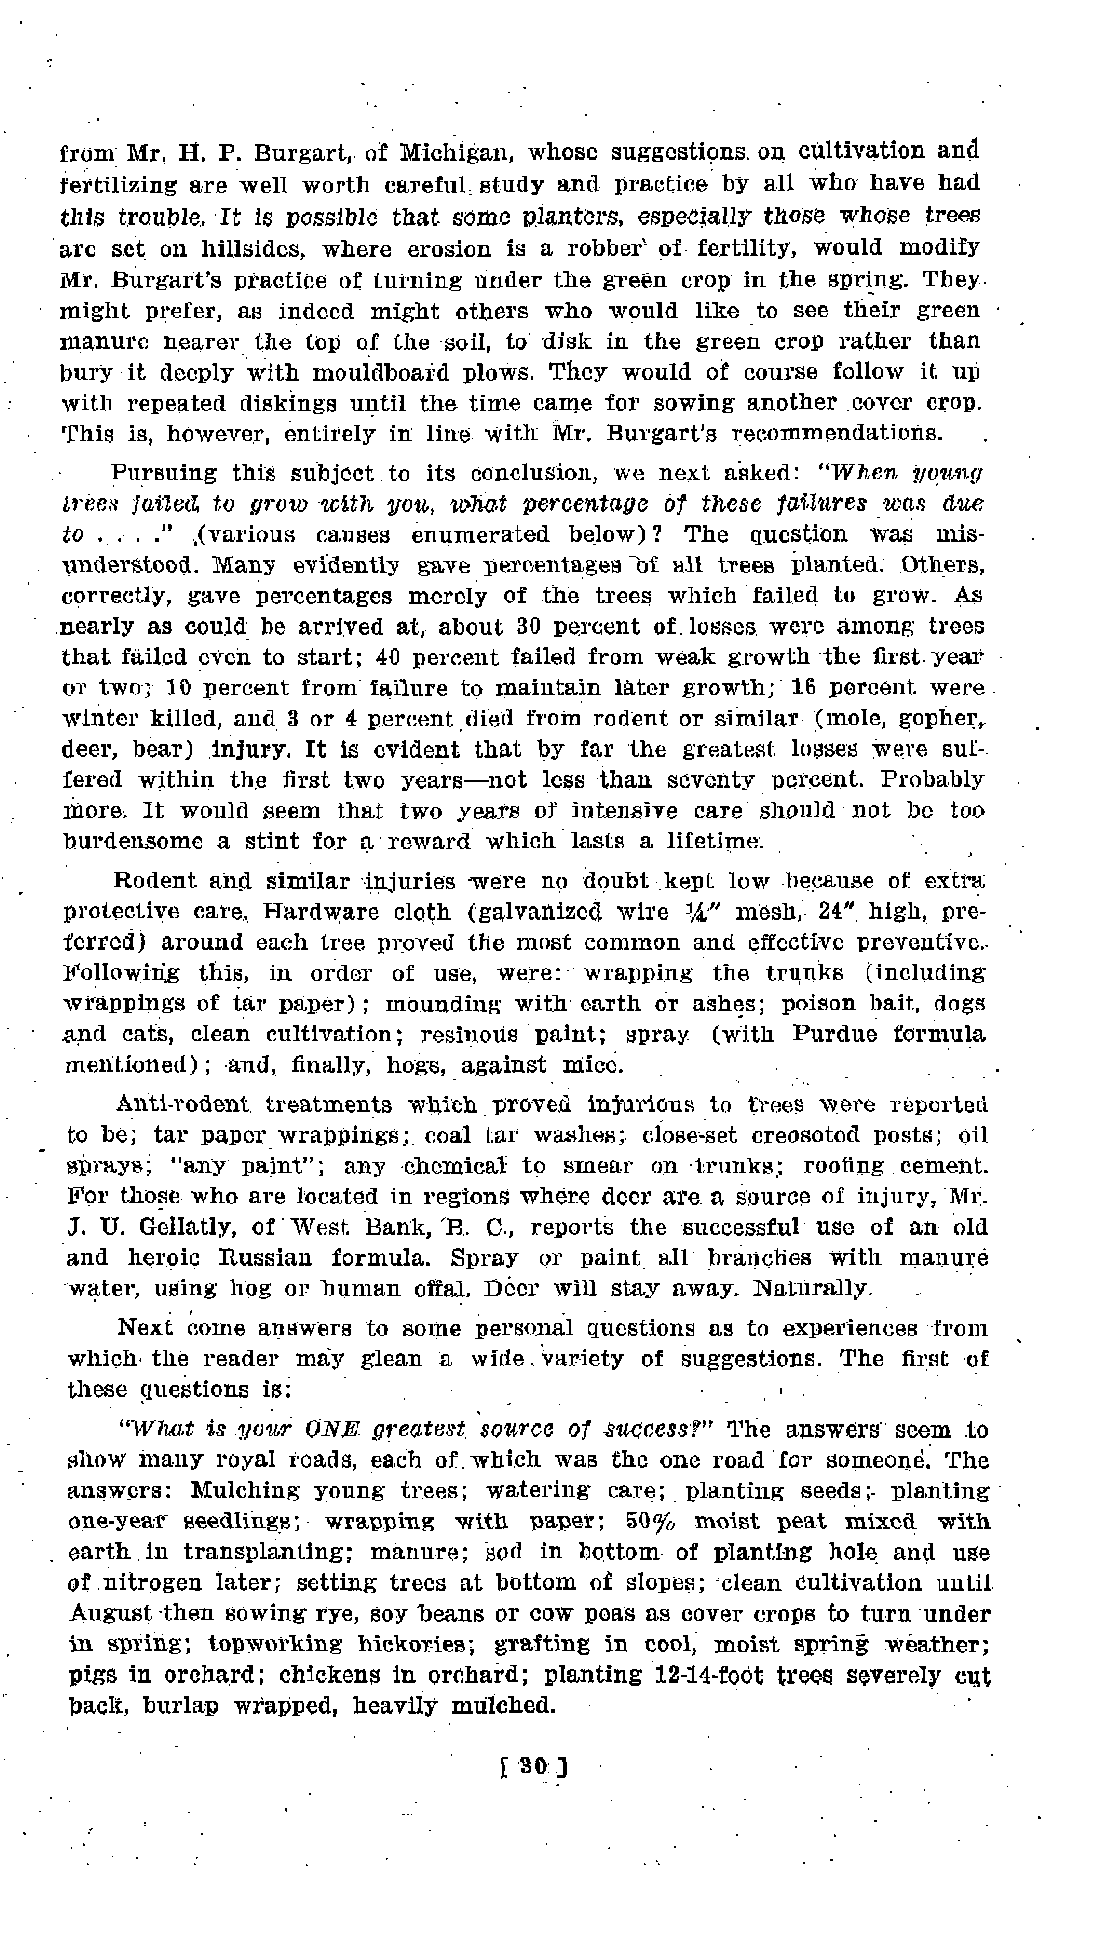 from Mr. H. P. Burgart, of Michigan, whose suggestions on cultivation and
fertilizing are well worth careful study and practice by all who have had
this trouble. It is possible that some planters, especially those whose trees
are set on hillsides, where erosion is a robber of fertility, would modify
Mr. Burgart's practice of turning under the green crop in the spring. They
might prefer, as indeed might others who would like to see their green
manure nearer the top of the soil, to disk in the green crop rather than
bury it deeply with mouldboard plows. They would of course follow it up
with repeated diskings until the time came for sowing another cover crop.
This is, however, entirely in line with Mr. Burgart's recommendations.
Pursuing this subject to its conclusion, we next asked: "When young
trees failed to grow with you, what percentage of these failures was due
to . . . ." (various causes enumerated below)? The question was mis-
understood. Many evidently gave percentages of all trees planted. Others,
correctly, gave percentages merely of the trees which failed to grow. As
nearly as could be arrived at, about 30 percent of losses were among trees
that failed even to start; 40 percent failed from weak growth the first year
or two; 10 percent from failure to maintain later growth; 16 percent were
winter killed, and 3 or 4 percent died from rodent or similar (mole, gopher,
deer, bear) injury. It is evident that by far the greatest losses were suf-
fered within the first two years—not less than seventy percent. Probably
more. It would seem that two years of intensive care should not be too
burdensome a stint for a reward which lasts a lifetime.
Rodent and similar injuries were no doubt kept low because of extra
protective care. Hardware cloth (galvanized wire ¼" mesh, 24" high, pre-
ferred) around each tree proved the most common and effective preventive.
Following this, in order of use, were: wrapping the trunks (including
wrappings of tar paper); mounding with earth or ashes; poison bait, dogs
and cats, clean cultivation; resinous paint; spray (with Purdue formula
mentioned); and, finally, hogs, against mice.
Anti-rodent treatments which proved injurious to trees were reported
to be; tar paper wrappings; coal tar washes; close-set creosoted posts; oil
sprays; "any paint"; any chemical to smear on trunks; roofing cement.
For those who are located in regions where deer are a source of injury, Mr.
J. U. Gellatly, of West Bank, B. C., reports the successful use of an old
and heroic Russian formula. Spray or paint all branches with manure
water, using hog or human offal. Deer will stay away. Naturally.
Next come answers to some personal questions as to experiences from
which the reader may glean a wide variety of suggestions. The first of
these questions is:
"What is your ONE greatest source of success?" The answers seem to
show many royal roads, each of which was the one road for someone. The
answers: Mulching young trees; watering care; planting seeds; planting
one-year seedlings; wrapping with paper; 50% moist peat mixed with
earth in transplanting; manure; sod in bottom of planting hole and use
of nitrogen later; setting trees at bottom of slopes; clean cultivation until
August then sowing rye, soy beans or cow peas as cover crops to turn under
in spring; topworking hickories; grafting in cool, moist spring weather;
pigs in orchard; chickens in orchard; planting 12-14-foot trees severely cut
back, burlap wrapped, heavily mulched.
[ 30 ]